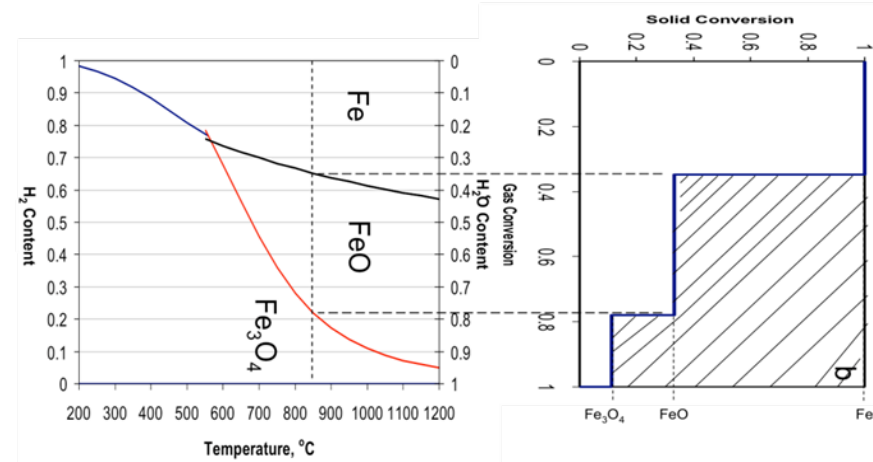 Solid Conversion
0 0.2 0.4 0.6 0.8 1
1 0.9 0.8 0.7 0.6 0.5 0.4 0.3 0.2 0.1 0
0 0.1 0.2 0.3 0.4 0.5 0.6 0.7 0.8 0.9 1
H₂ Content
H₂O Content
Fe
FeO
Fe₃O₄
200 300 400 500 600 700 800 900 1000 1100 1200
Temperature, °C
Gas Conversion
0 02 0.4 0.6 0.8 1
b
Fe₃O₄ FeO Fe